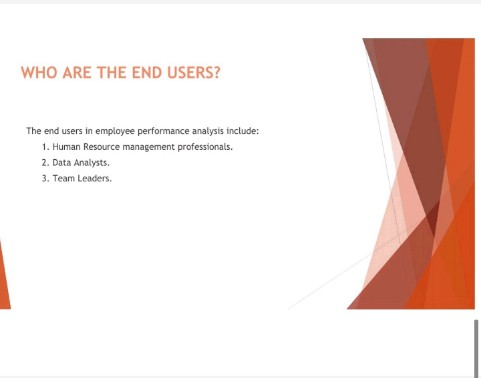 WHO ARE THE END USERS?
The end users in employee performance analysis include:
1. Human Resource management professionals.
2. Data Analysts.
3. Team Leaders.